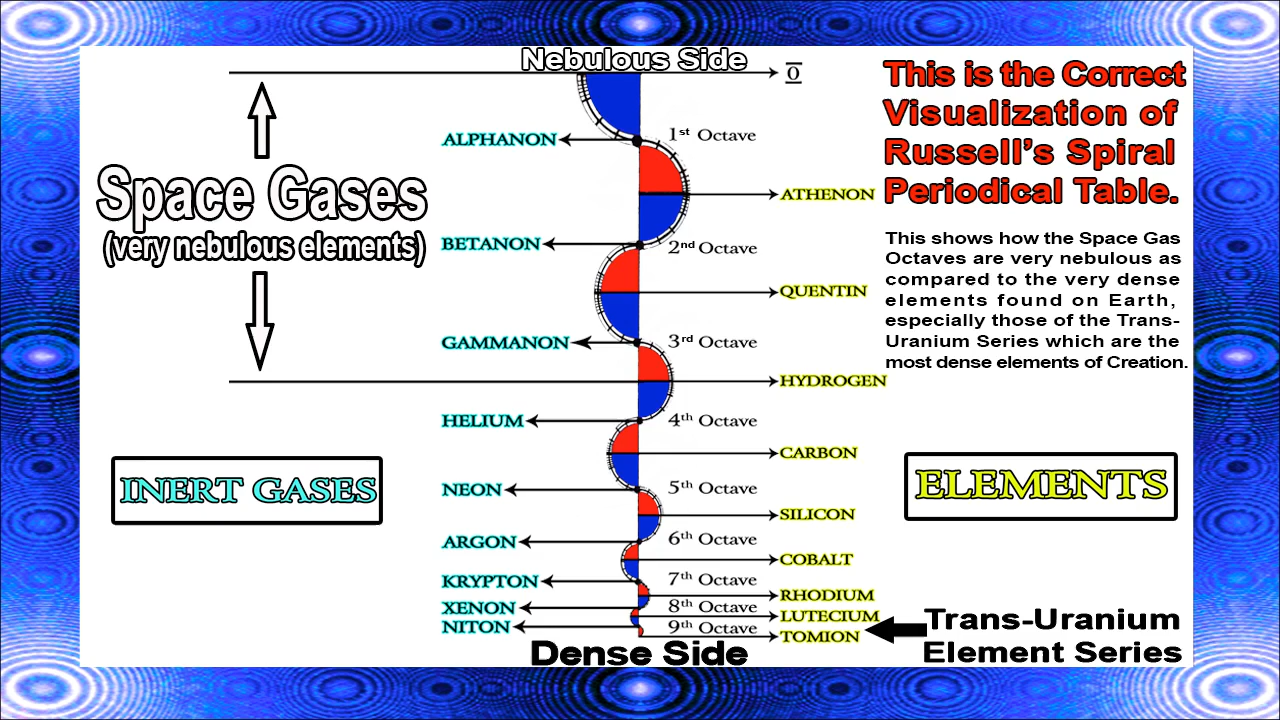 Nebulous Side
0
This is the Correct
Visualization of
Russell's Spiral
Periodical Table.
ALPHANON
1st Octave
Space Gases
(very nebulous elements)
ATHENON
BETANON
2nd Octave
This shows how the Space Gas
Octaves are very nebulous as
compared to the very dense
elements found on Earth,
especially those of the Trans-
Uranium Series which are the
most dense elements of Creation.
QUENTIN
GAMMANON
3rd Octave
HYDROGEN
HELIUM
4th Octave
CARBON
INERT GASES
ELEMENTS
NEON
5th Octave
SILICON
ARGON
6th Octave
COBALT
KRYPTON
7th Octave
RHODIUM
XENON
8th Octave
LUTECIUM
NITON
9th Octave
TOMION
Trans-Uranium
Element Series
Dense Side